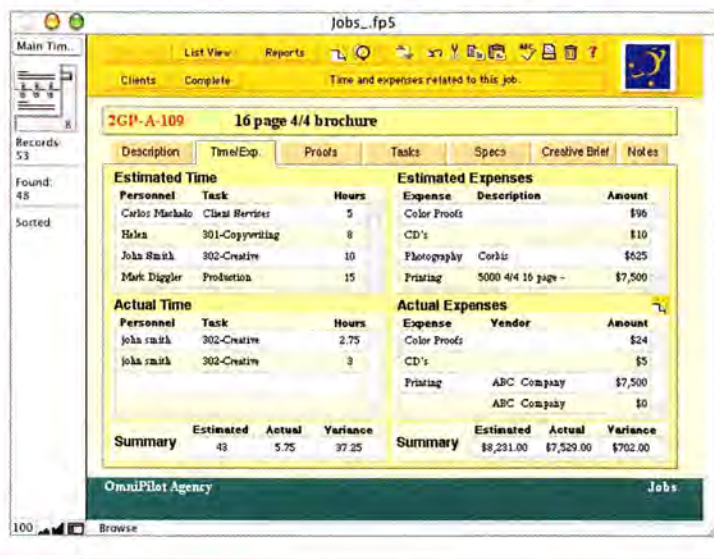 Jobs_.fp5
Main Tim..
List View Reports
Clients Complete Time and expenses related to this job.
8
Records:
53
Found:
48
Sorted
2GP-A-109 16 page 4/4 brochure
Description Time/Exp. Proofs Tasks Specs Creative Brief Notes
Estimated Time
Personnel Task Hours
Carlos Machado Client Services 5
Helen 301-Copywriting 8
John Smith 302-Creative 10
Mark Diggler Production 15
Estimated Expenses
Expense Description Amount
Color Proofs $96
CD's $10
Photography Corbis $625
Printing 5000 4/4 16 page - $7,500
Actual Time
Personnel Task Hours
john smith 302-Creative 2.75
john smith 302-Creative 3
Actual Expenses
Expense Vendor Amount
Color Proofs $24
CD's $5
Printing ABC Company $7,500
ABC Company $0
Estimated Actual Variance
Summary 43 5.75 37.25
Estimated Actual Variance
Summary $8,231.00 $7,529.00 $702.00
OmniPilot Agency Jobs
100 Browse